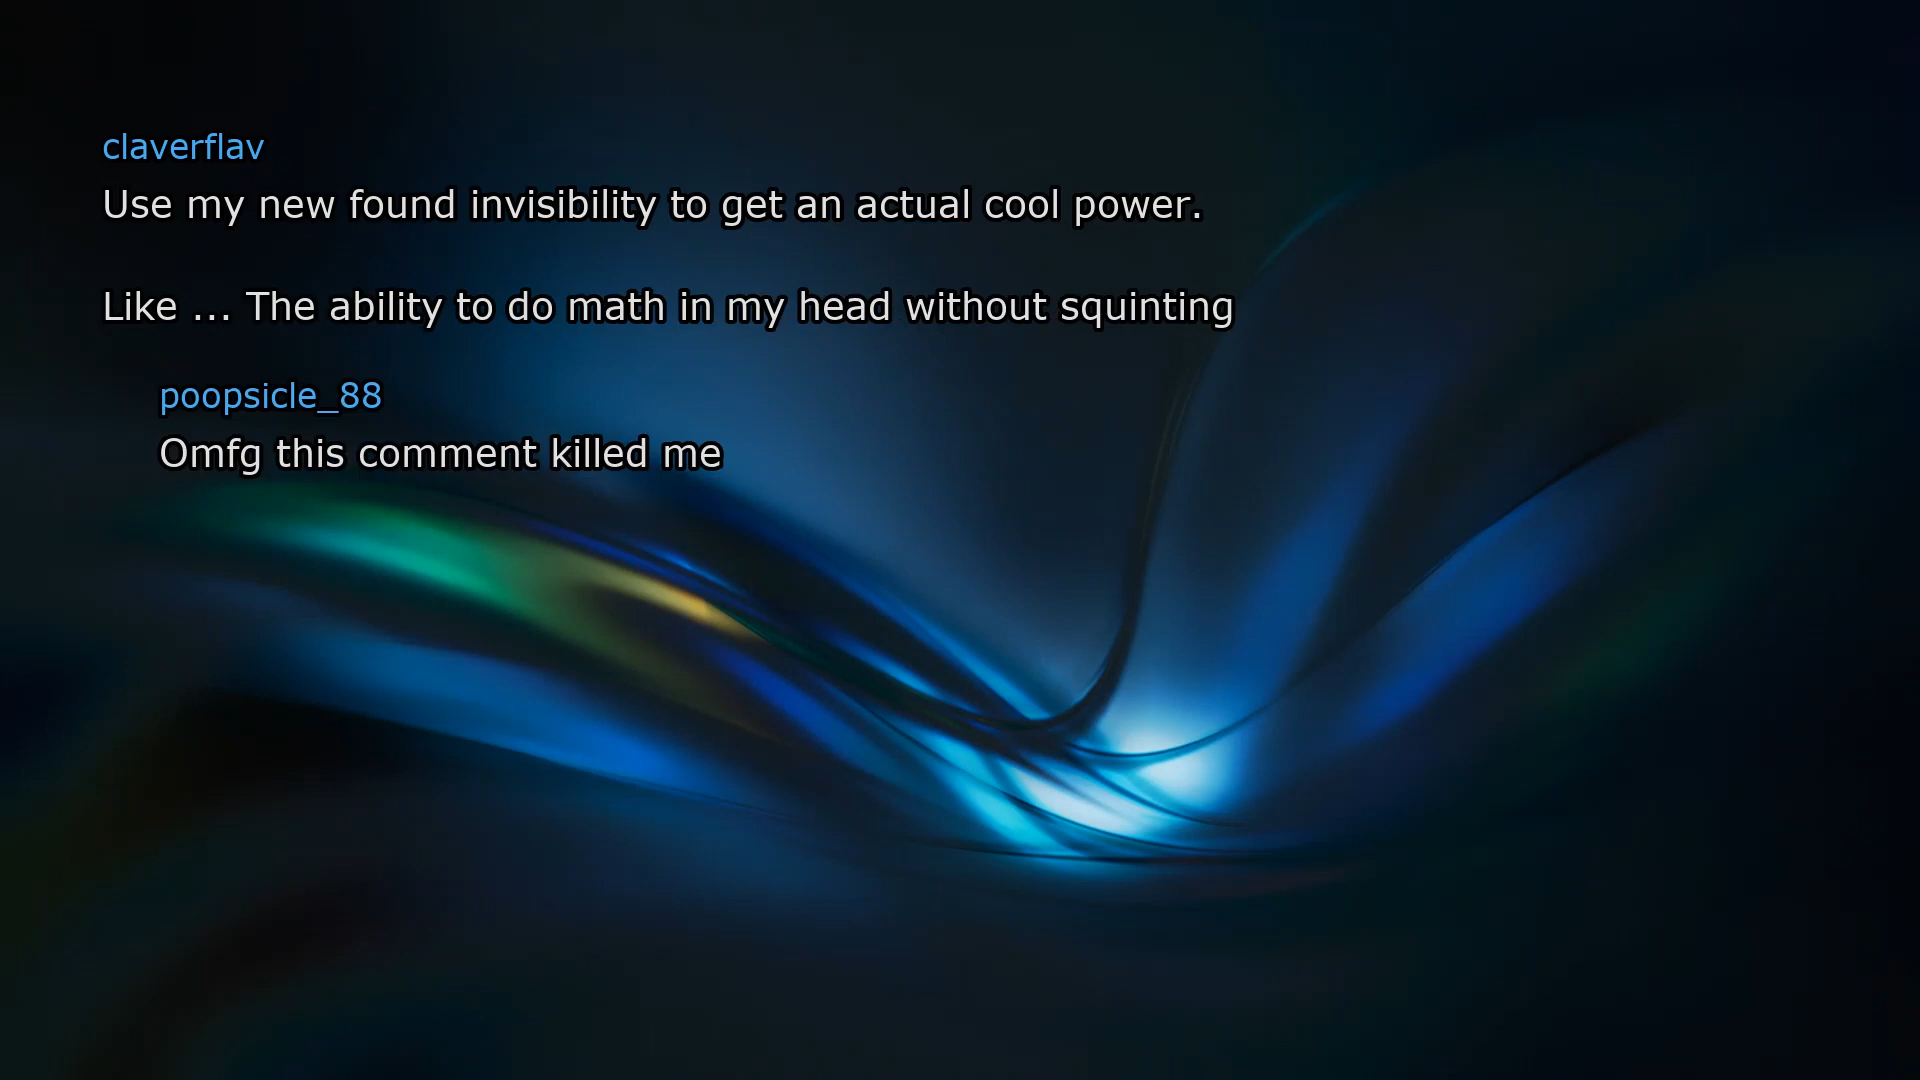 claverflav
Use my new found invisibility to get an actual cool power.
Like ... The ability to do math in my head without squinting
poopsicle_88
Omfg this comment killed me